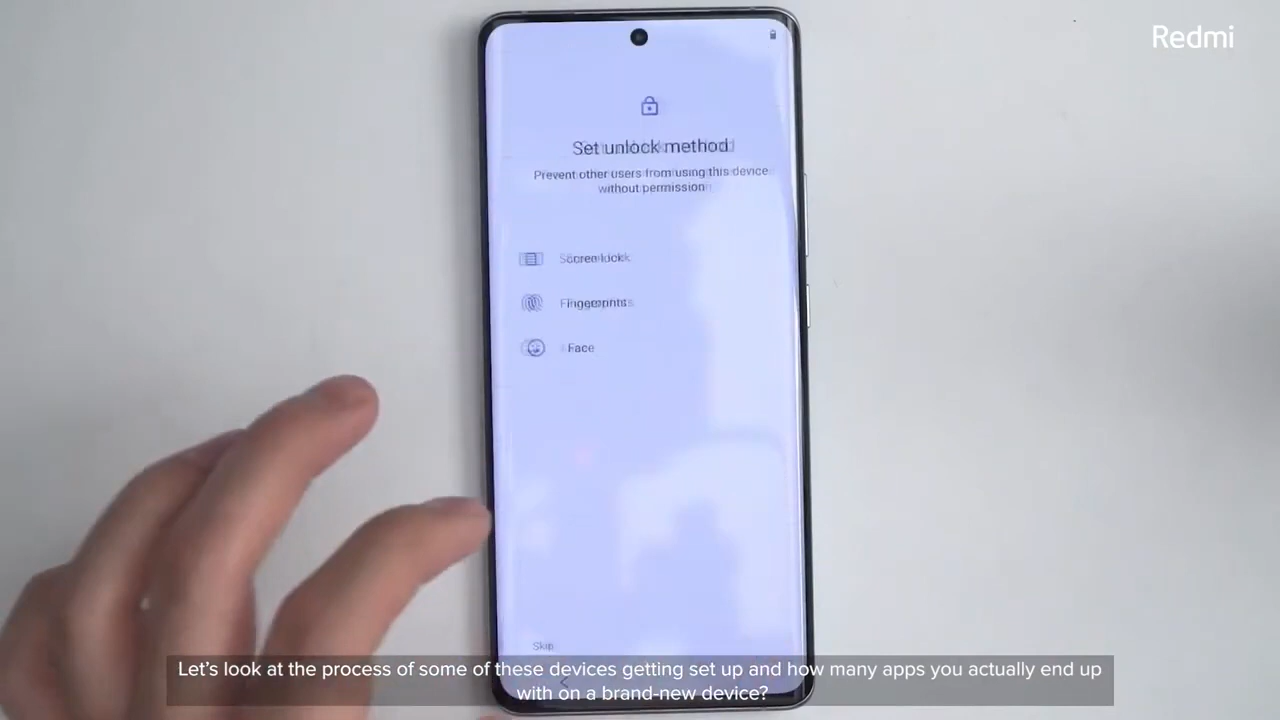 Redmi
Set unlock method
Prevent other users from using this device
without permission
Screen lock
Fingerprints
Face
Skip
Let's look at the process of some of these devices getting set up and how many apps you actually end up
with on a brand-new device?